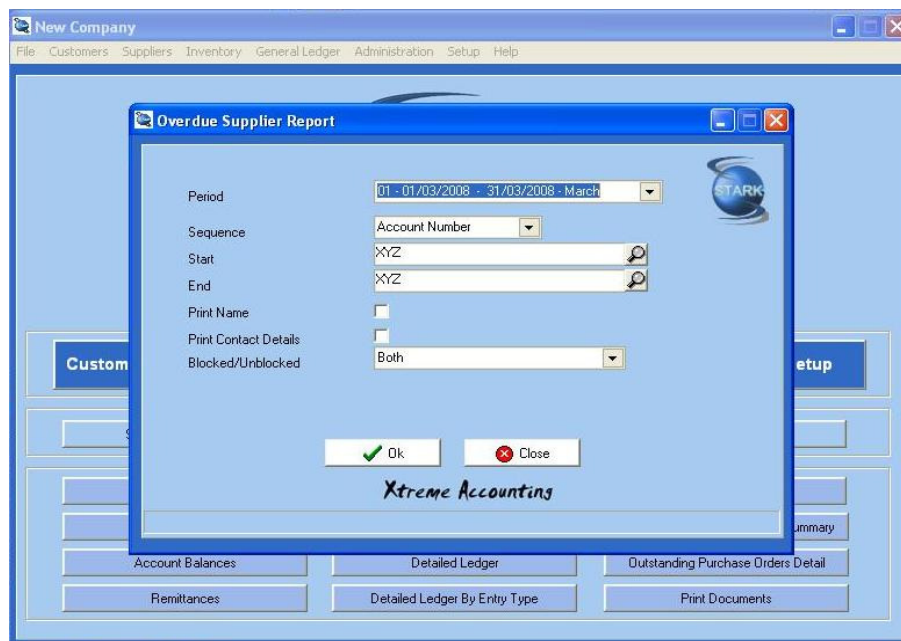 New Company
File Customers Suppliers Inventory General Ledger Administration Setup Help
Overdue Supplier Report
STARK
Period 01 - 01/03/2008 - 31/03/2008 - March
Sequence Account Number
Start XYZ
End XYZ
Print Name
Print Contact Details
Blocked/Unblocked Both
Custom etup
Ok Close
Xtreme Accounting
ummary
Account Balances Detailed Ledger Outstanding Purchase Orders Detail
Remittances Detailed Ledger By Entry Type Print Documents